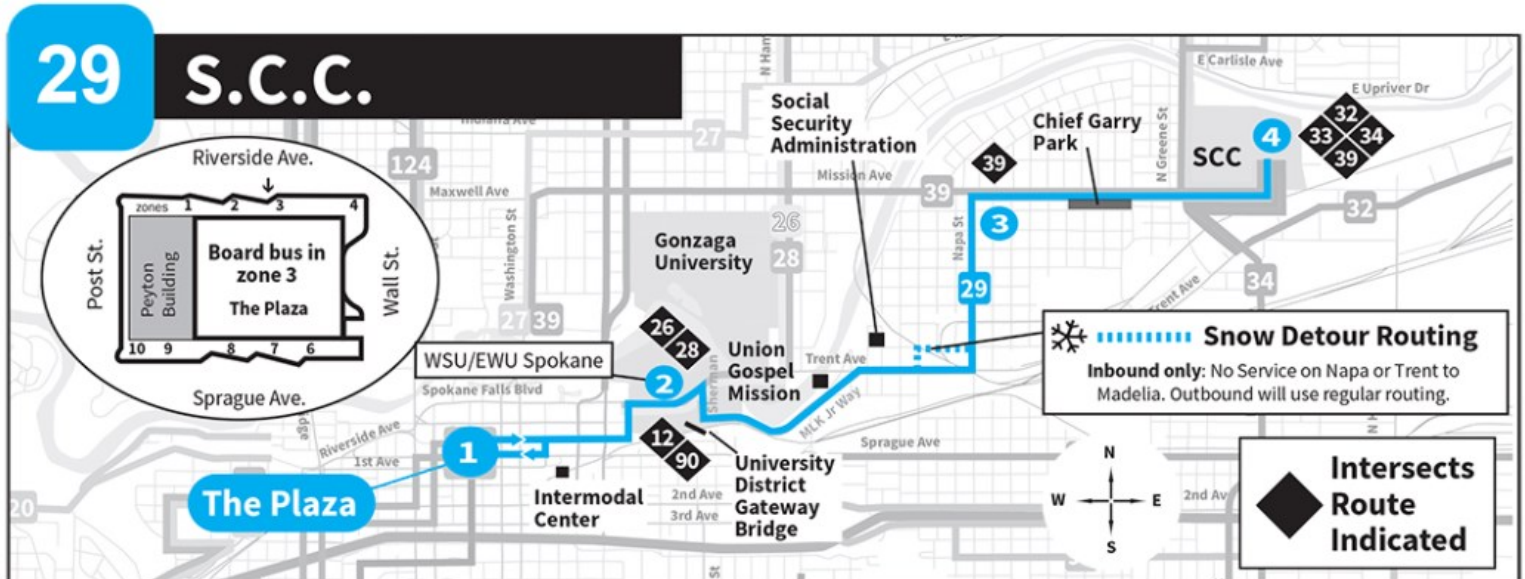 29
S.C.C.
Riverside Ave.
zones 1 2 3 4
Post St.
Peyton
Building
Board bus in
zone 3
The Plaza
Wall St.
10 9 8 7 6
Sprague Ave.
Indiana Ave
124
27
N Ham
Social
Security
Administration
Chief Garry
Park
E Carlisle Ave
E Upriver Dr
N Greene St
SCC
4
32
33 34
39
39
Maxwell Ave
Mission Ave
39
32
Washington St
Gonzaga
University
26
28
Napa St
3
29
34
Trent Ave
27 39
26
28
WSU/EWU Spokane
2
Union
Gospel
Mission
Sherman
Trent Ave
Snow Detour Routing
Inbound only: No Service on Napa or Trent to
Madelia. Outbound will use regular routing.
Spokane Falls Blvd
MLK Jr Way
Riverside Ave
1st Ave
1
12
90
Sprague Ave
The Plaza
20
Intermodal
Center
2nd Ave
3rd Ave
University
District
Gateway
Bridge
N
W E
S
2nd Av
Intersects
Route
Indicated
St